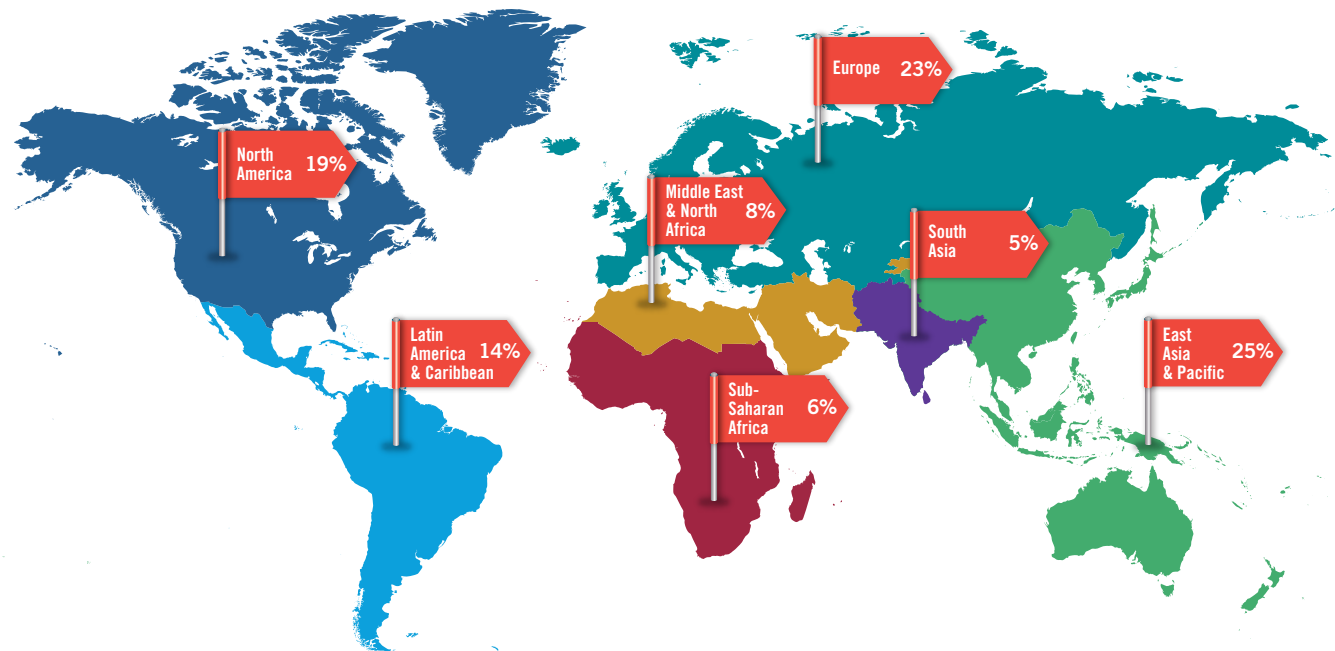 Europe 23%
North
America 19%
Middle East
& North
Africa 8%
South
Asia 5%
Latin
America 14%
& Caribbean
East
Asia 25%
& Pacific
Sub-
Saharan 6%
Africa